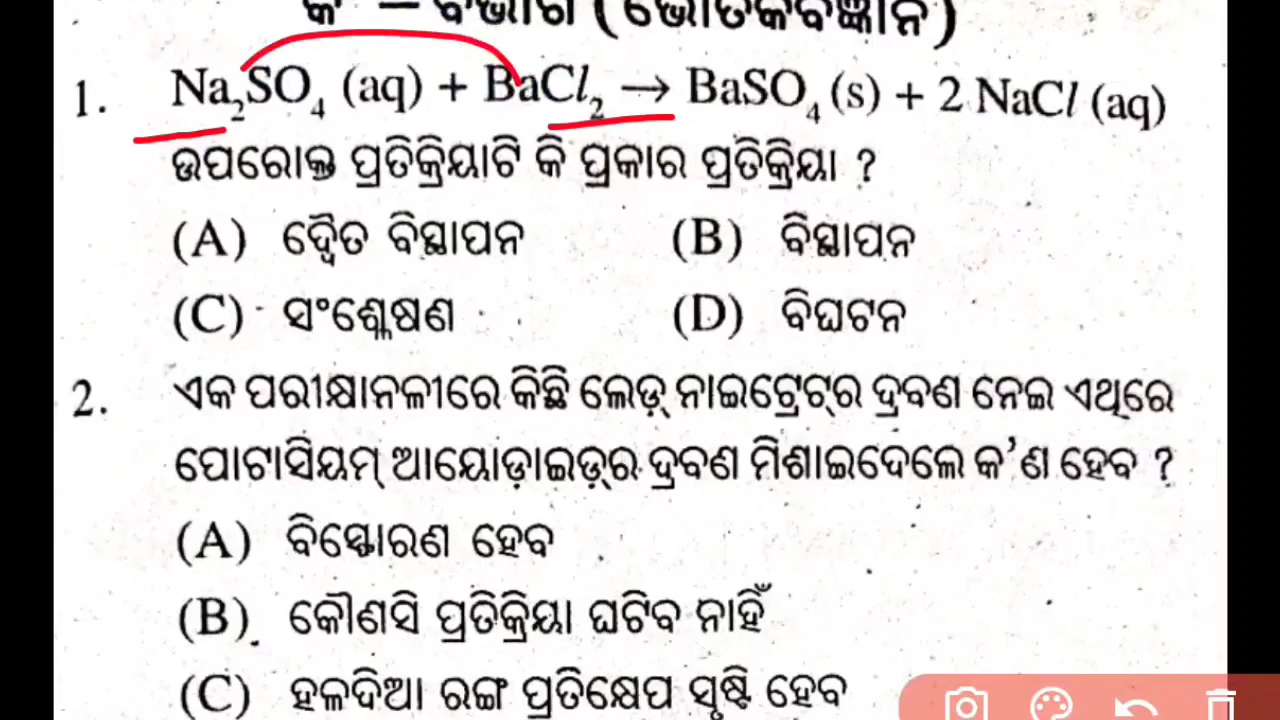 କ – ବିଭାଗ ( ଭୌତିକବିଜ୍ଞାନ )
1. Na₂SO₄ (aq) + BaCl₂ → BaSO₄ (s) + 2 NaCl (aq)
ଉପରୋକ୍ତ ପ୍ରତିକ୍ରିୟାଟି କି ପ୍ରକାର ପ୍ରତିକ୍ରିୟା ?
(A) ଦ୍ୱୈତ ବିସ୍ଥାପନ (B) ବିସ୍ଥାପନ
(C) ସଂଶ୍ଳେଷଣ (D) ବିଘଟନ
2. ଏକ ପରୀକ୍ଷାନଳୀରେ କିଛି ଲେଡ୍ ନାଇଟ୍ରେଟ୍‌ର ଦ୍ରବଣ ନେଇ ଏଥିରେ
ପୋଟାସିୟମ୍ ଆୟୋଡ଼ାଇଡ୍‌ର ଦ୍ରବଣ ମିଶାଇଦେଲେ କ'ଣ ହେବ ?
(A) ବିସ୍ଫୋରଣ ହେବ
(B) କୌଣସି ପ୍ରତିକ୍ରିୟା ଘଟିବ ନାହିଁ
(C) ହଳଦିଆ ରଙ୍ଗ ପ୍ରତିକ୍ଷେପ ସୃଷ୍ଟି ହେବ